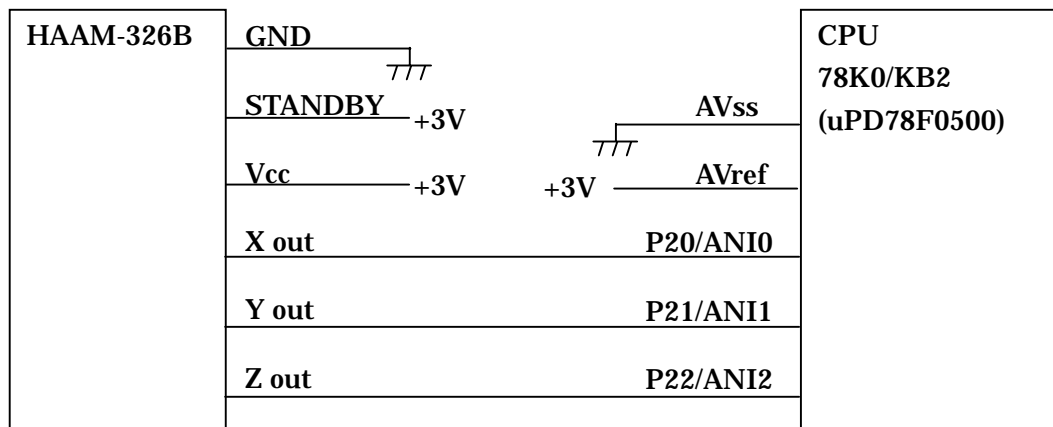 HAAM-326B
GND
STANDBY
+3V
Vcc
+3V
X out
Y out
Z out
AVss
+3V
AVref
P20/ANI0
P21/ANI1
P22/ANI2
CPU
78K0/KB2
(uPD78F0500)